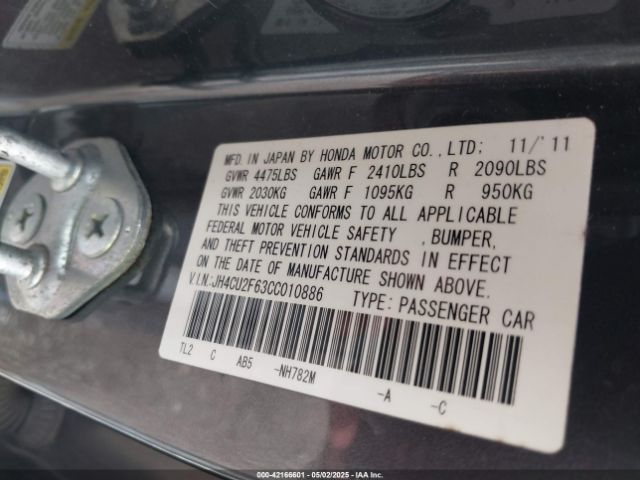 MFD. IN JAPAN BY HONDA MOTOR CO., LTD: 11/'11
GVWR 4475LBS GAWR F 2410LBS R 2090LBS
GVWR 2030KG GAWR F 1095KG R 950KG
THIS VEHICLE CONFORMS TO ALL APPLICABLE
FEDERAL MOTOR VEHICLE SAFETY , BUMPER,
AND THEFT PREVENTION STANDARDS IN EFFECT
ON THE DATE OF MANUFACTURE SHOWN ABOVE.
V.I.N.:JH4CU2F63CC010886 TYPE: PASSENGER CAR
TL2 C AB5 -NH782M -A -C
000-42166601 - 05/02/2025 - IAA Inc.